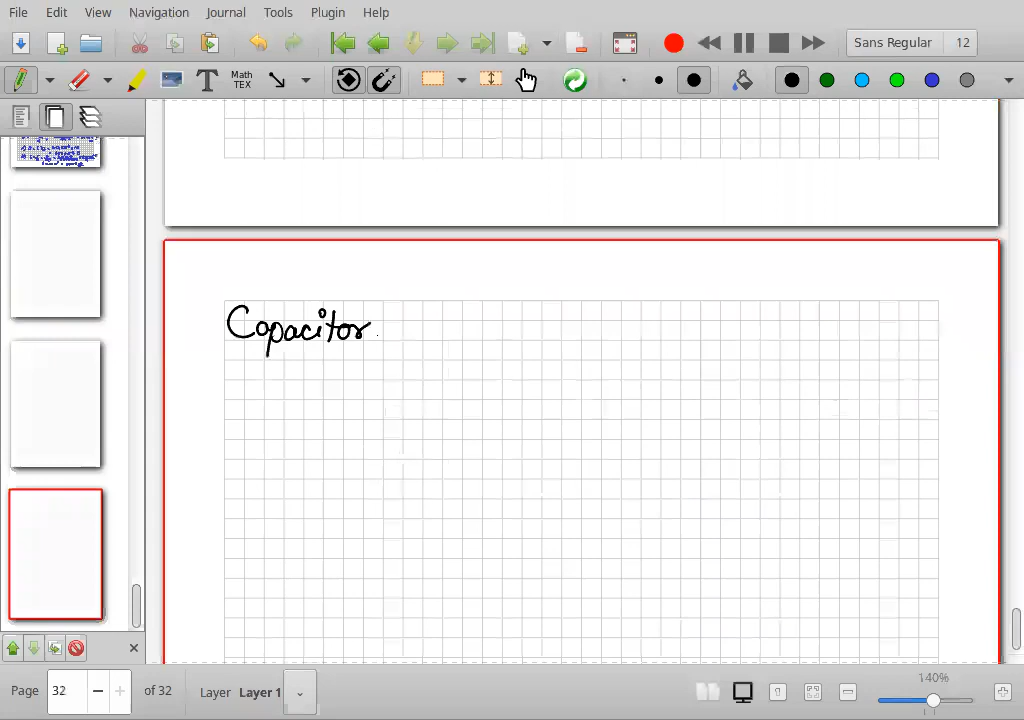 File Edit View Navigation Journal Tools Plugin Help
Sans Regular 12
Math
TEX
Capacitor
Page 32 of 32 Layer Layer 1 140%